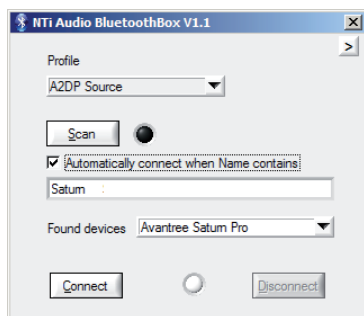 NTi Audio BluetoothBox V1.1
>
Profile
A2DP Source
Scan
Automatically connect when Name contains
Saturn
Found devices Avantree Saturn Pro
Connect Disconnect